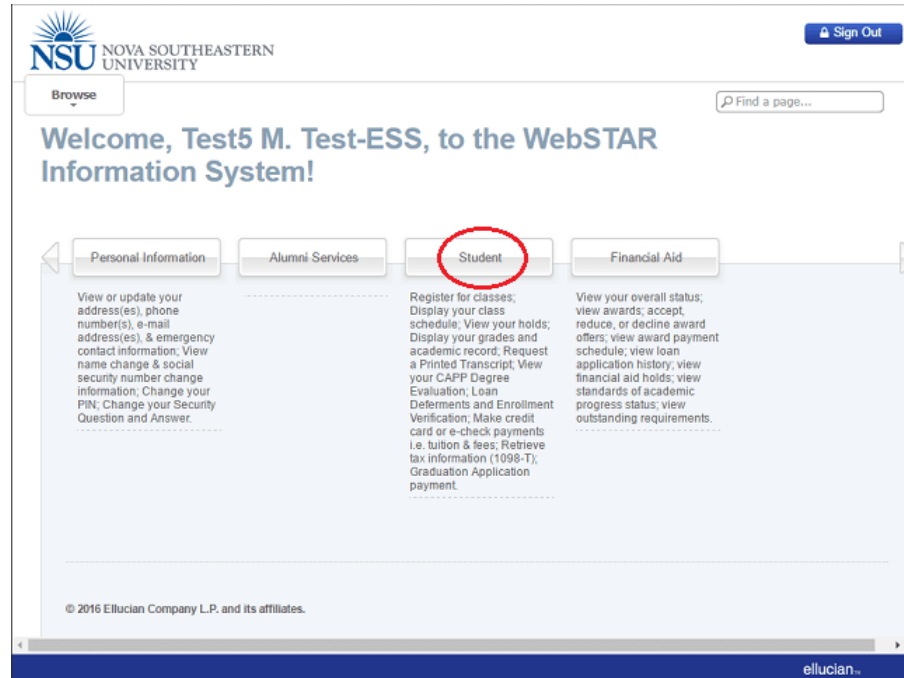 Sign Out
NSU NOVA SOUTHEASTERN
UNIVERSITY
Browse
Find a page...
Welcome, Test5 M. Test-ESS, to the WebSTAR
Information System!
Personal Information
Alumni Services
Student
Financial Aid
View or update your
address(es), phone
number(s), e-mail
address(es), & emergency
contact information; View
name change & social
security number change
information; Change your
PIN; Change your Security
Question and Answer.
Register for classes;
Display your class
schedule; View your holds;
Display your grades and
academic record; Request
a Printed Transcript; View
your CAPP Degree
Evaluation; Loan
Deferments and Enrollment
Verification; Make credit
card or e-check payments
i.e. tuition & fees; Retrieve
tax information (1098-T);
Graduation Application
payment.
View your overall status;
view awards; accept,
reduce, or decline award
offers; view award payment
schedule; view loan
application history; view
financial aid holds; view
standards of academic
progress status; view
outstanding requirements.
© 2016 Ellucian Company L.P. and its affiliates.
ellucian™